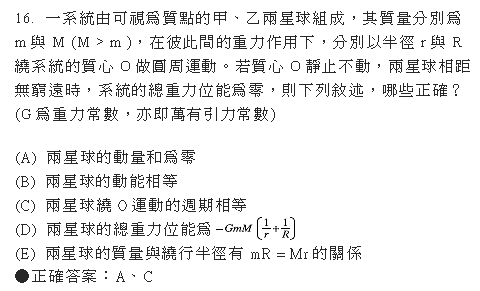 16. 一系統由可視為質點的甲、乙兩星球組成，其質量分別為
m 與 M (M > m )，在彼此間的重力作用下，分別以半徑 r 與 R
繞系統的質心 O 做圓周運動。若質心 O 靜止不動，兩星球相距
無窮遠時，系統的總重力位能為零，則下列敘述，哪些正確？
(G 為重力常數，亦即萬有引力常數)
(A) 兩星球的動量和為零
(B) 兩星球的動能相等
(C) 兩星球繞 O 運動的週期相等
(D) 兩星球的總重力位能為 −GmM (1/r + 1/R)
(E) 兩星球的質量與繞行半徑有 mR = Mr 的關係
●正確答案：A、C